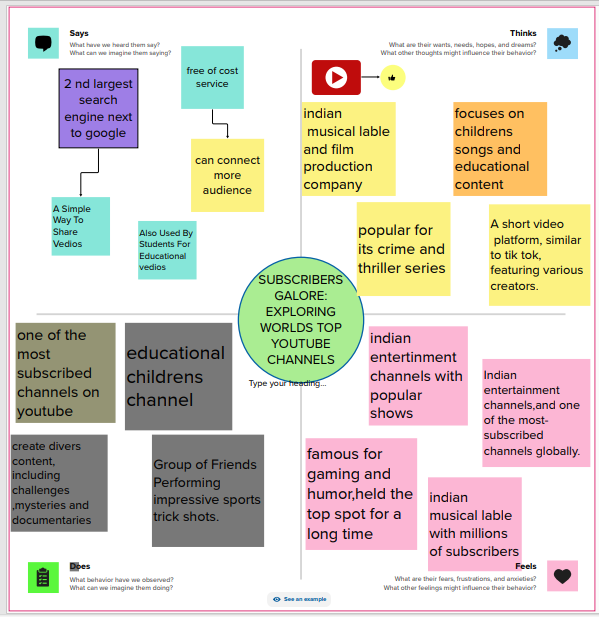 Says
What have we heard them say?
What can we imagine them saying?
2 nd largest
search
engine next
to google
free of cost
service
can connect
more
audience
A Simple
Way To
Share
Vedios
Also Used By
Students For
Educational
vedios
Thinks
What are their wants, needs, hopes, and dreams?
What other thoughts might influence their behavior?
indian
musical lable
and film
production
company
focuses on
childrens
songs and
educational
content
popular for
its crime and
thriller series
A short video
platform, similar
to tik tok,
featuring various
creators.
SUBSCRIBERS
GALORE:
EXPLORING
WORLDS TOP
YOUTUBE
CHANNELS
Type your heading...
one of the
most
subscribed
channels on
youtube
educational
childrens
channel
create divers
content,
including
challenges
,mysteries and
documentaries
Group of Friends
Performing
impressive sports
trick shots.
Does
What behavior have we observed?
What can we imagine them doing?
indian
entertinment
channels with
popular
shows
Indian
entertainment
channels,and one
of the most-
subscribed
channels globally.
famous for
gaming and
humor,held the
top spot for a
long time
indian
musical lable
with millions
of subscribers
Feels
What are their fears, frustrations, and anxieties?
What other feelings might influence their behavior?
See an example